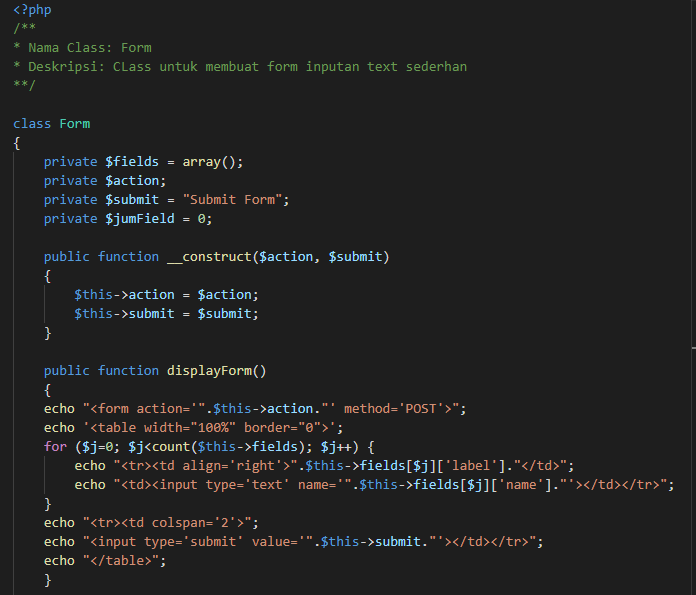 <?php
/**
* Nama Class: Form
* Deskripsi: CLass untuk membuat form inputan text sederhan
**/
class Form
{
    private $fields = array();
    private $action;
    private $submit = "Submit Form";
    private $jumField = 0;

    public function __construct($action, $submit)
    {
        $this->action = $action;
        $this->submit = $submit;
    }

    public function displayForm()
    {
    echo "<form action='".$this->action."' method='POST'>";
    echo '<table width="100%" border="0">';
    for ($j=0; $j<count($this->fields); $j++) {
        echo "<tr><td align='right'>".$this->fields[$j]['label']."</td>";
        echo "<td><input type='text' name='".$this->fields[$j]['name']."'></td></tr>";
    }
    echo "<tr><td colspan='2'>";
    echo "<input type='submit' value='".$this->submit."'></td></tr>";
    echo "</table>";
    }